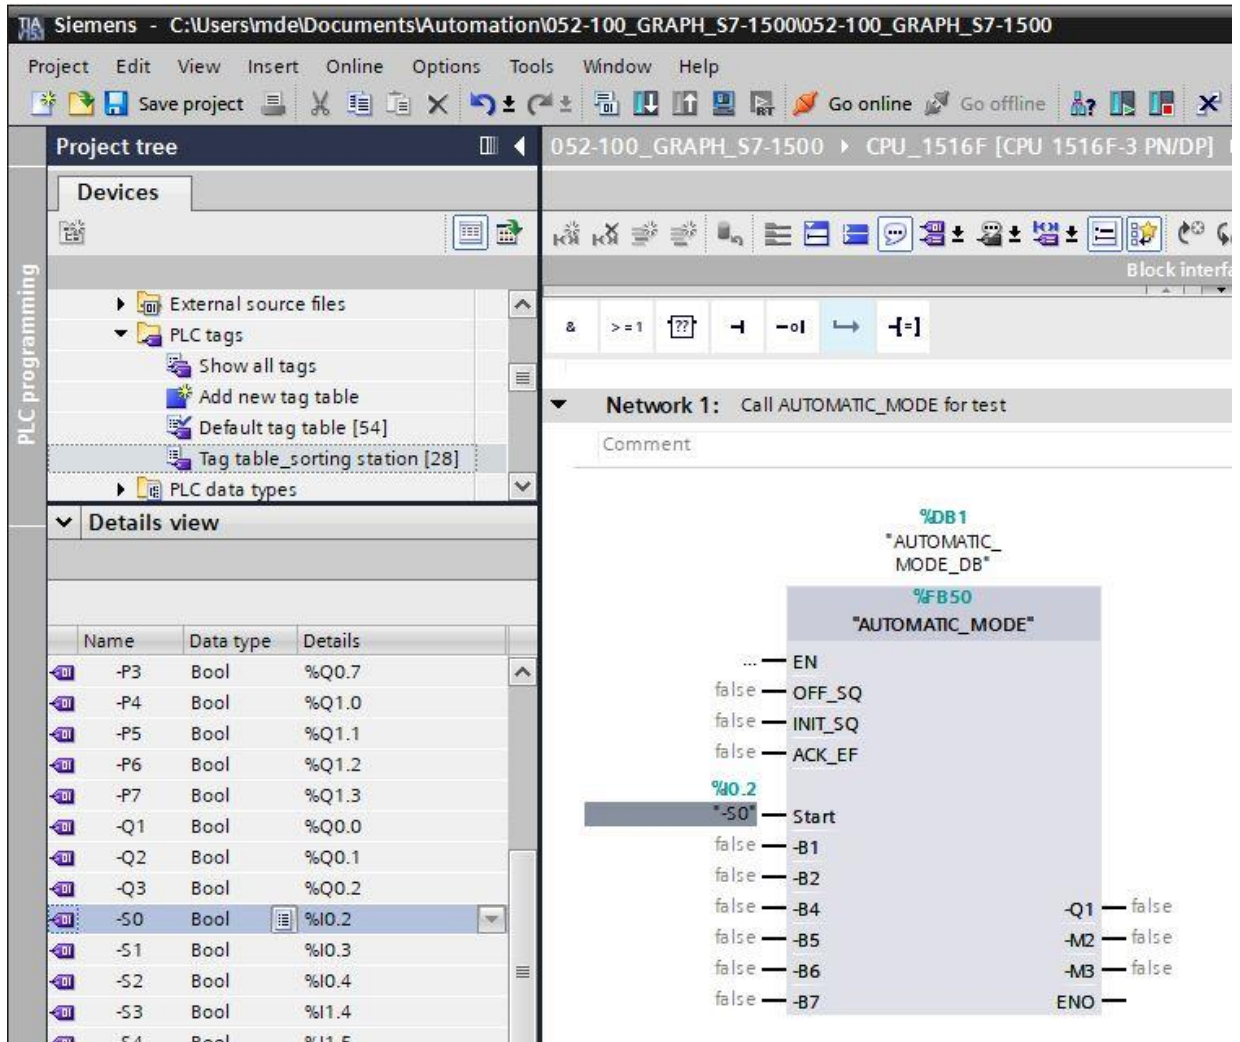 Siemens - C:\Users\mde\Documents\Automation\052-100_GRAPH_S7-1500\052-100_GRAPH_S7-1500
Project Edit View Insert Online Options Tools Window Help
Save project Go online Go offline
Project tree
052-100_GRAPH_S7-1500 CPU_1516F [CPU 1516F-3 PN/DP]
Devices
PLC programming
Block interfa
External source files
PLC tags
Show all tags
Add new tag table
Default tag table [54]
Tag table_sorting station [28]
PLC data types
& >=1 ?? -o| -[=]
Network 1: Call AUTOMATIC_MODE for test
Comment
Details view
Name Data type Details
-P3 Bool %Q0.7
-P4 Bool %Q1.0
-P5 Bool %Q1.1
-P6 Bool %Q1.2
-P7 Bool %Q1.3
-Q1 Bool %Q0.0
-Q2 Bool %Q0.1
-Q3 Bool %Q0.2
-S0 Bool %I0.2
-S1 Bool %I0.3
-S2 Bool %I0.4
-S3 Bool %I1.4
-S4 Bool %I1.5
%DB1
"AUTOMATIC_
MODE_DB"
%FB50
"AUTOMATIC_MODE"
... EN
false OFF_SQ
false INIT_SQ
false ACK_EF
%I0.2
"-S0" Start
false -B1
false -B2
false -B4 -Q1 false
false -B5 -M2 false
false -B6 -M3 false
false -B7 ENO